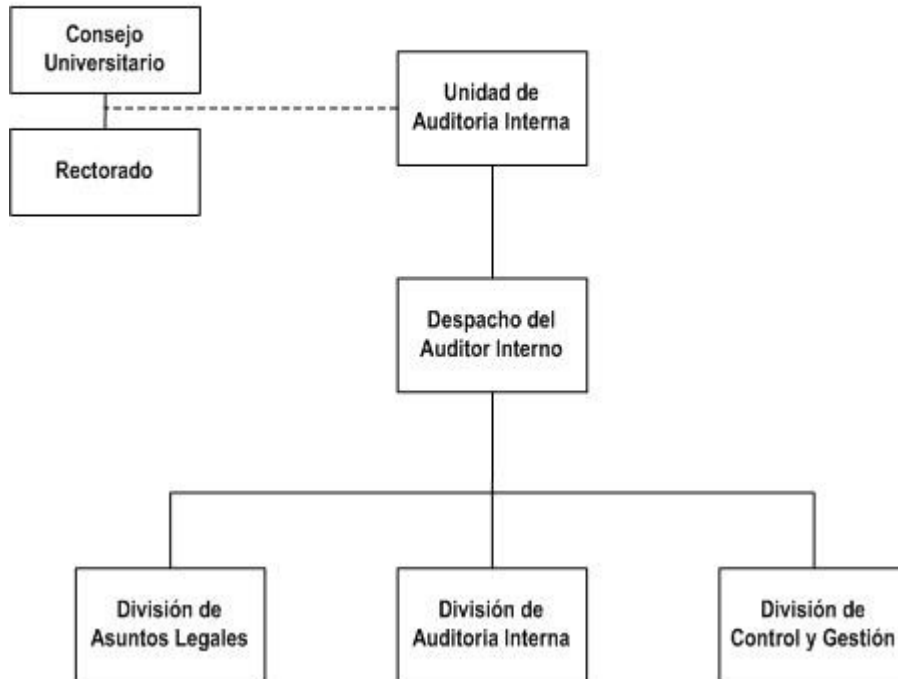 Consejo
Universitario
Unidad de
Auditoria Interna
Rectorado
Despacho del
Auditor Interno
División de
Asuntos Legales
División de
Auditoria Interna
División de
Control y Gestión